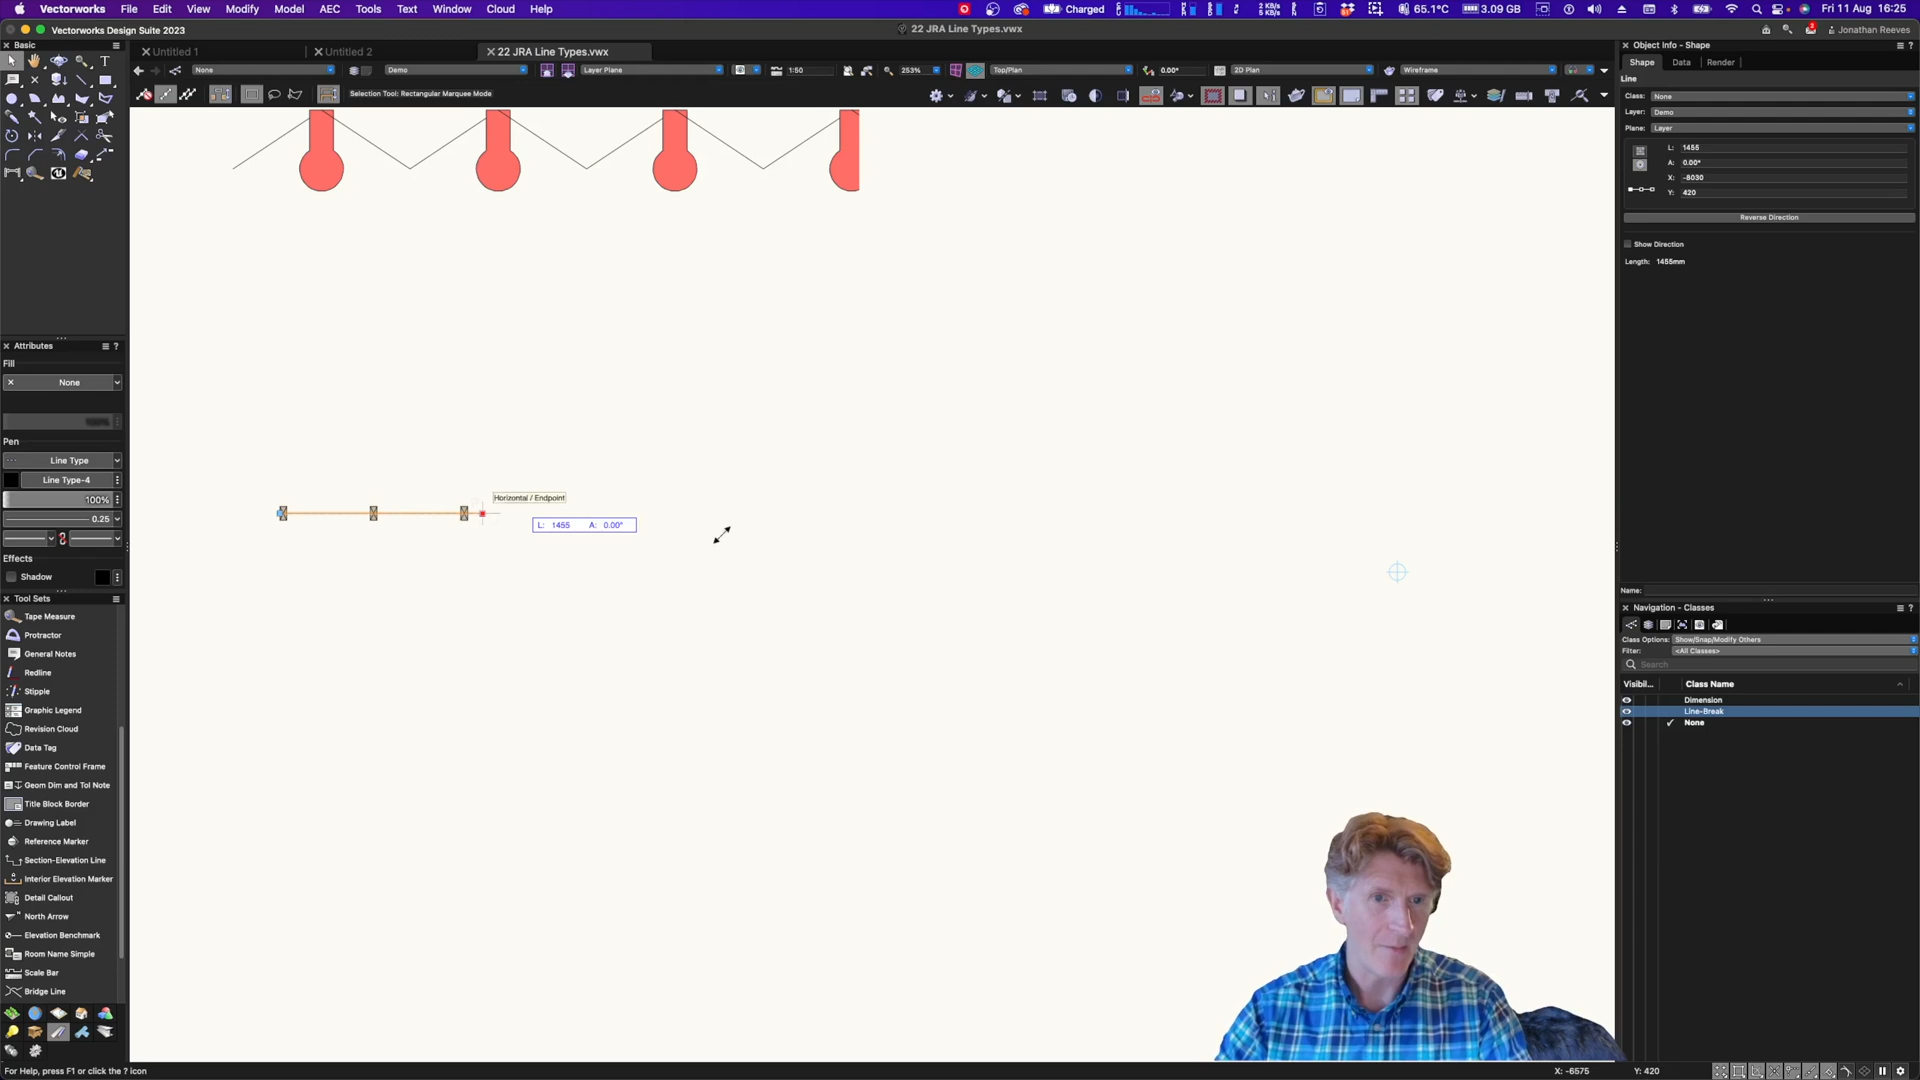 Vectorworks File Edit View Modify Model AEC Tools Text Window Cloud Help
Charged 2 KB/s 5 KB/s 65.1°C 3.09 GB Fri 11 Aug 16:25
Vectorworks Design Suite 2023
22 JRA Line Types.vwx
Jonathan Reeves
Basic
Untitled 1
Untitled 2
22 JRA Line Types.vwx
None
Demo
Layer Plane
1:50
253%
Top/Plan
0.00°
2D Plan
Wireframe
Selection Tool: Rectangular Marquee Mode
Object Info - Shape
Shape Data Render
Line
Class: None
Layer: Demo
Plane: Layer
L: 1455
A: 0.00°
X: -8030
Y: 420
Reverse Direction
Show Direction
Length: 1455mm
Name:
Attributes
Fill
None
100%
Pen
Line Type
Line Type-4
100%
0.25
Effects
Shadow
Horizontal / Endpoint
L: 1455 A: 0.00°
Tool Sets
Tape Measure
Protractor
General Notes
Redline
Stipple
Graphic Legend
Revision Cloud
Data Tag
Feature Control Frame
Geom Dim and Tol Note
Title Block Border
Drawing Label
Reference Marker
Section-Elevation Line
Interior Elevation Marker
Detail Callout
North Arrow
Elevation Benchmark
Room Name Simple
Scale Bar
Bridge Line
Navigation - Classes
Class Options: Show/Snap/Modify Others
Filter: <All Classes>
Search
Visibil... Class Name
Dimension
Line-Break
None
For Help, press F1 or click the ? icon
X: -6575 Y: 420